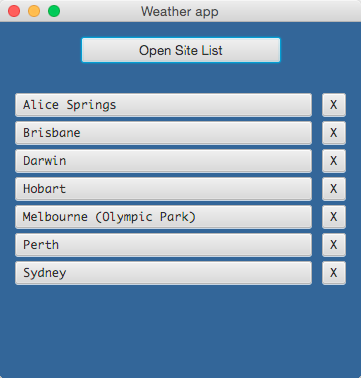 Weather app
Open Site List
Alice Springs X
Brisbane X
Darwin X
Hobart X
Melbourne (Olympic Park) X
Perth X
Sydney X